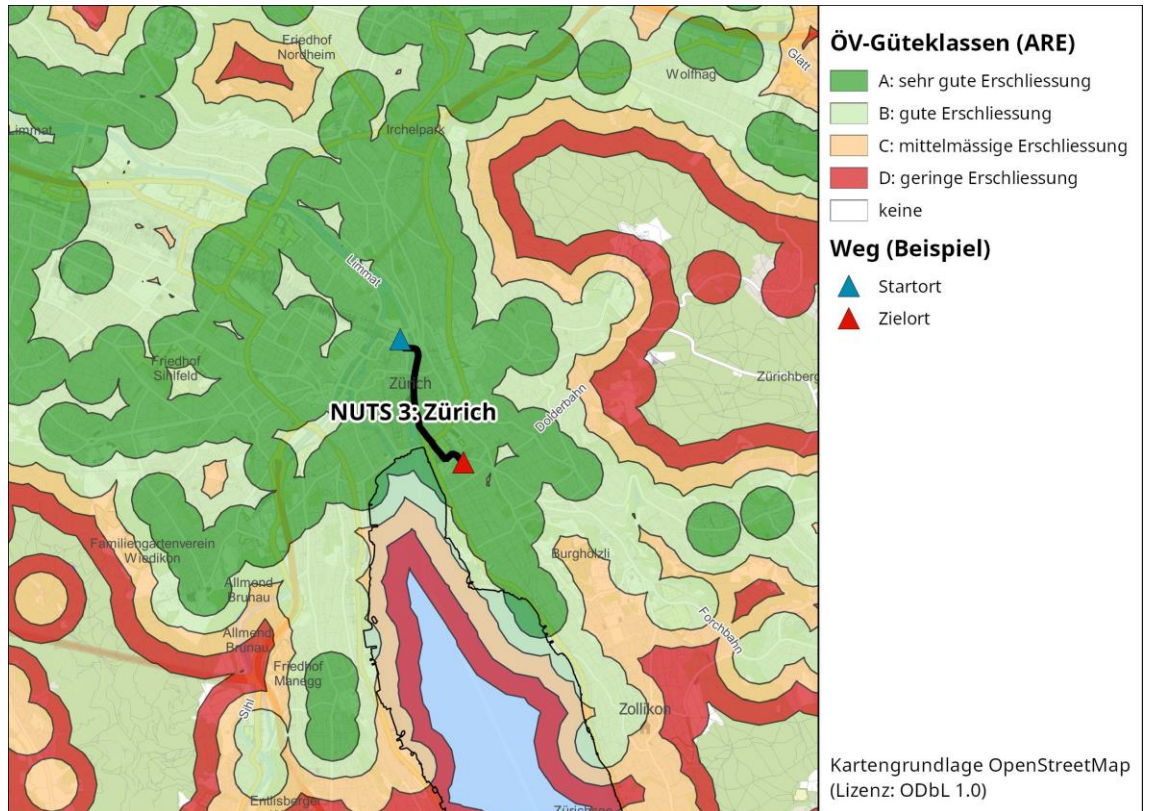 Friedhof
Nordheim
Wolfhag
Glatt
Limmat
Irchelpark
Limmat
Friedhof
Sihlfeld
Zürich
Zürichberg
NUTS 3: Zürich
Dolderbahn
Familiengartenverein
Wiedikon
Burghölzli
Allmend
Brunau
Allmend
Brunau
Forchbahn
Friedhof
Manegg
Sihl
Zollikon
Entlisberger
Zürichsee
ÖV-Güteklassen (ARE)
A: sehr gute Erschliessung
B: gute Erschliessung
C: mittelmässige Erschliessung
D: geringe Erschliessung
keine
Weg (Beispiel)
Startort
Zielort
Kartengrundlage OpenStreetMap
(Lizenz: ODbL 1.0)